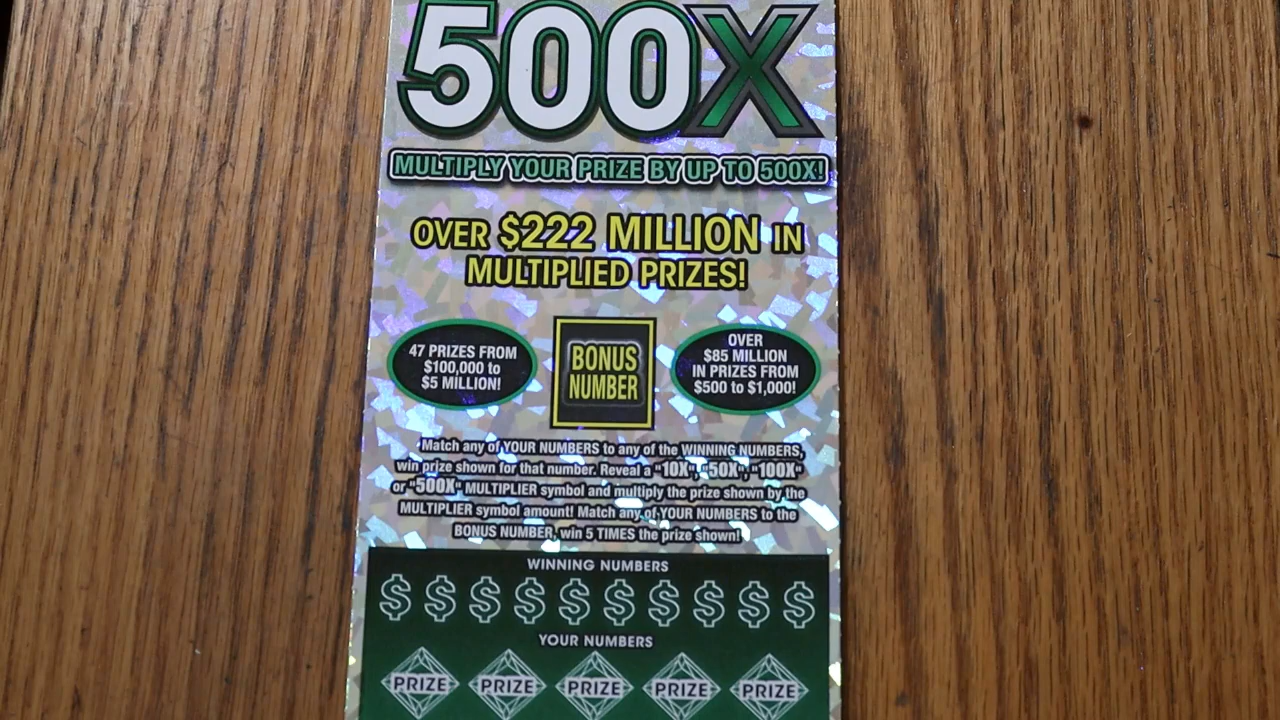 500X
MULTIPLY YOUR PRIZE BY UP TO 500X!
OVER $222 MILLION IN
MULTIPLIED PRIZES!
47 PRIZES FROM
$100,000 to
$5 MILLION!
BONUS
NUMBER
OVER
$85 MILLION
IN PRIZES FROM
$500 to $1,000!
Match any of YOUR NUMBERS to any of the WINNING NUMBERS,
win prize shown for that number. Reveal a "10X", "50X", "100X"
or "500X" MULTIPLIER symbol and multiply the prize shown by the
MULTIPLIER symbol amount! Match any of YOUR NUMBERS to the
BONUS NUMBER, win 5 TIMES the prize shown!
WINNING NUMBERS
$ $ $ $ $ $ $ $ $ $
YOUR NUMBERS
PRIZE PRIZE PRIZE PRIZE PRIZE